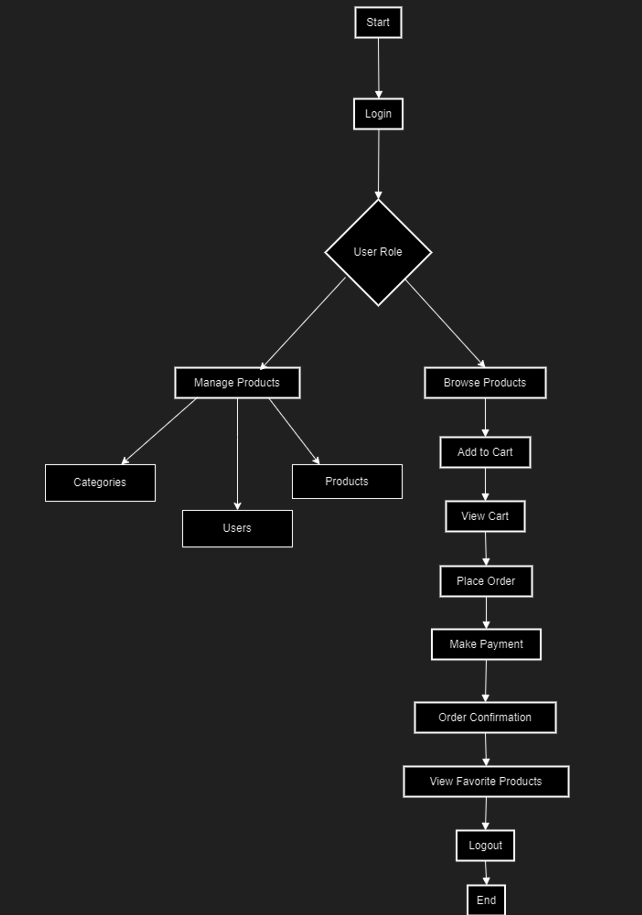 Start
Login
User Role
Manage Products
Browse Products
Categories
Users
Products
Add to Cart
View Cart
Place Order
Make Payment
Order Confirmation
View Favorite Products
Logout
End